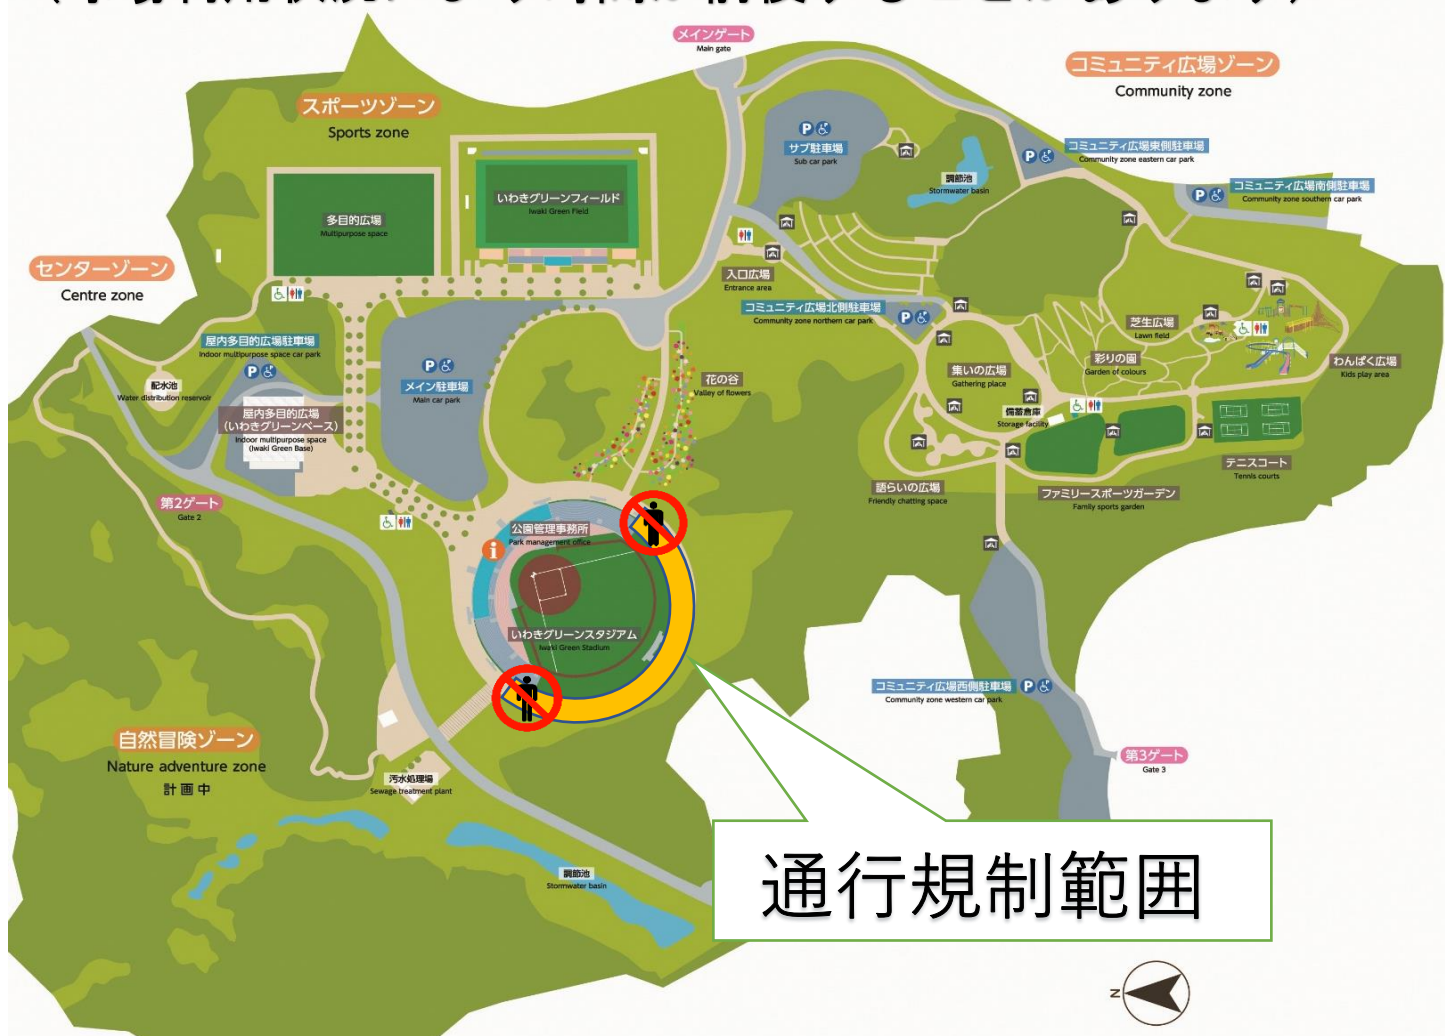 メインゲート
Main gate
コミュニティ広場ゾーン
Community zone
スポーツゾーン
Sports zone
サブ駐車場
Sub car park
コミュニティ広場東側駐車場
Community zone eastern car park
調節池
Stormwater basin
コミュニティ広場南側駐車場
Community zone southern car park
いわきグリーンフィールド
Iwaki Green Field
多目的広場
Multipurpose space
センターゾーン
Centre zone
入口広場
Entrance area
コミュニティ広場北側駐車場
Community zone northern car park
芝生広場
Lawn field
屋内多目的広場駐車場
Indoor multipurpose space car park
配水池
Water distribution reservoir
メイン駐車場
Main car park
花の谷
Valley of flowers
集いの広場
Gathering place
彩りの園
Garden of colours
わんぱく広場
Kids play area
屋内多目的広場
(いわきグリーンベース)
Indoor multipurpose space
(Iwaki Green Base)
備蓄倉庫
Storage facility
テニスコート
Tennis courts
第2ゲート
Gate 2
語らいの広場
Friendly chatting space
ファミリースポーツガーデン
Family sports garden
公園管理事務所
Park management office
いわきグリーンスタジアム
Iwaki Green Stadium
コミュニティ広場西側駐車場
Community zone western car park
自然冒険ゾーン
Nature adventure zone
計画中
第3ゲート
Gate 3
汚水処理場
Sewage treatment plant
調節池
Stormwater basin
通行規制範囲
N